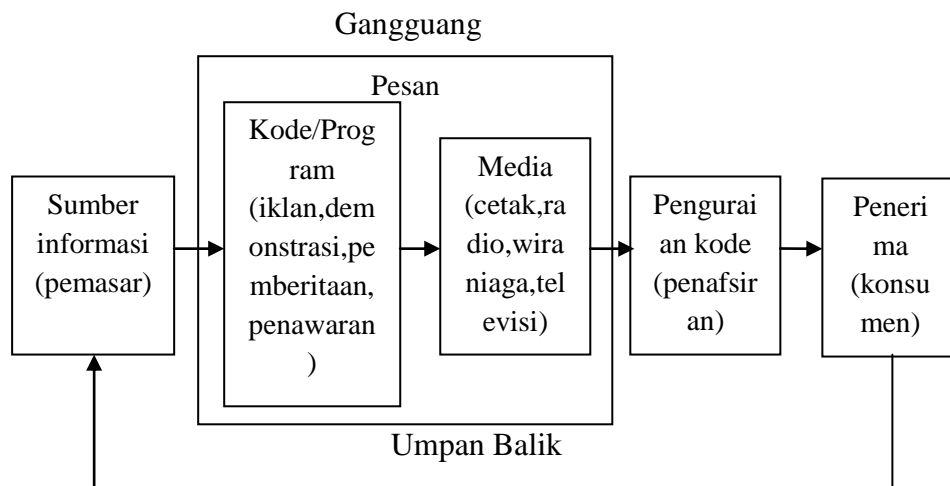 Gangguang
Pesan
Sumber
informasi
(pemasar)
Kode/Prog
ram
(iklan,dem
onstrasi,pe
mberitaan,
penawaran
)
Media
(cetak,ra
dio,wira
niaga,tel
evisi)
Pengurai
an kode
(penafsir
an)
Peneri
ma
(konsu
men)
Umpan Balik